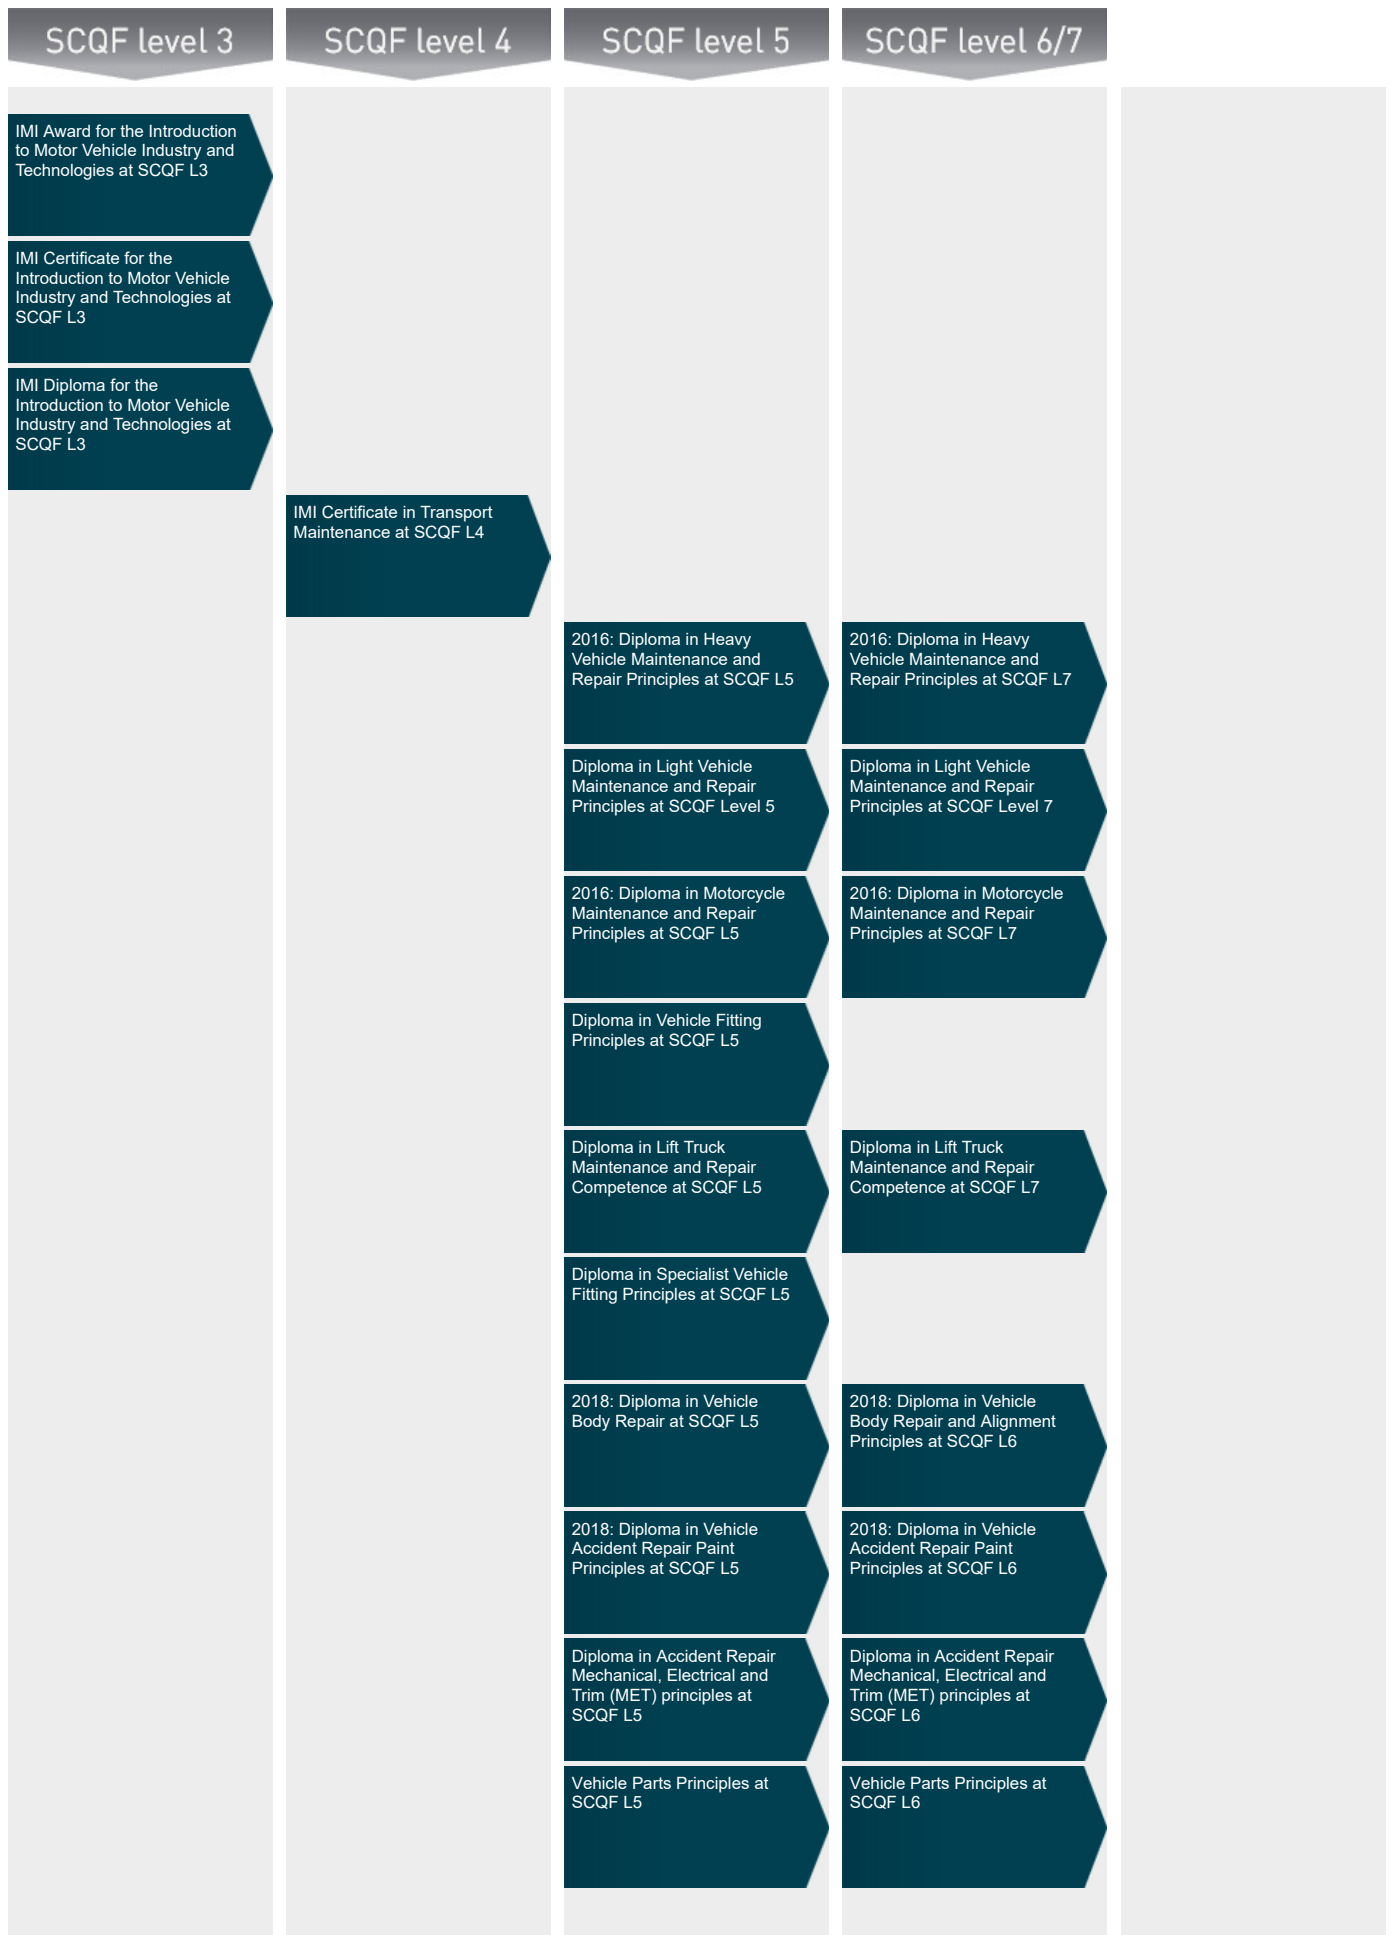 SCQF level 3
SCQF level 4
SCQF level 5
SCQF level 6/7
IMI Award for the Introduction
to Motor Vehicle Industry and
Technologies at SCQF L3
IMI Certificate for the
Introduction to Motor Vehicle
Industry and Technologies at
SCQF L3
IMI Diploma for the
Introduction to Motor Vehicle
Industry and Technologies at
SCQF L3
IMI Certificate in Transport
Maintenance at SCQF L4
2016: Diploma in Heavy
Vehicle Maintenance and
Repair Principles at SCQF L5
2016: Diploma in Heavy
Vehicle Maintenance and
Repair Principles at SCQF L7
Diploma in Light Vehicle
Maintenance and Repair
Principles at SCQF Level 5
Diploma in Light Vehicle
Maintenance and Repair
Principles at SCQF Level 7
2016: Diploma in Motorcycle
Maintenance and Repair
Principles at SCQF L5
2016: Diploma in Motorcycle
Maintenance and Repair
Principles at SCQF L7
Diploma in Vehicle Fitting
Principles at SCQF L5
Diploma in Lift Truck
Maintenance and Repair
Competence at SCQF L5
Diploma in Lift Truck
Maintenance and Repair
Competence at SCQF L7
Diploma in Specialist Vehicle
Fitting Principles at SCQF L5
2018: Diploma in Vehicle
Body Repair at SCQF L5
2018: Diploma in Vehicle
Body Repair and Alignment
Principles at SCQF L6
2018: Diploma in Vehicle
Accident Repair Paint
Principles at SCQF L5
2018: Diploma in Vehicle
Accident Repair Paint
Principles at SCQF L6
Diploma in Accident Repair
Mechanical, Electrical and
Trim (MET) principles at
SCQF L5
Diploma in Accident Repair
Mechanical, Electrical and
Trim (MET) principles at
SCQF L6
Vehicle Parts Principles at
SCQF L5
Vehicle Parts Principles at
SCQF L6